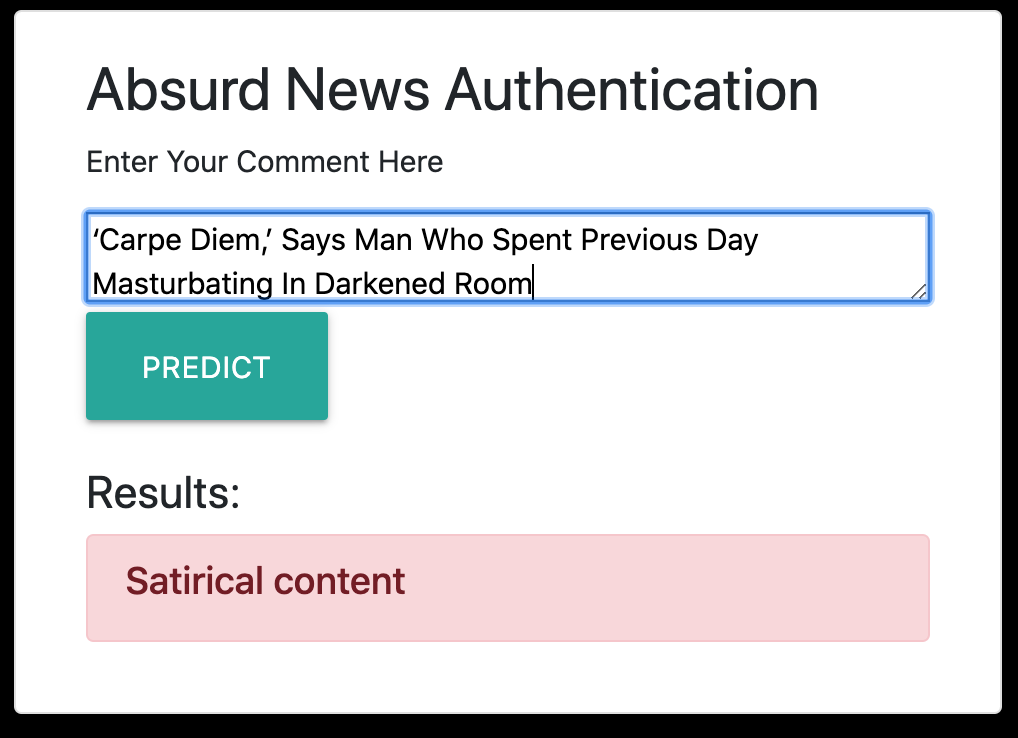 Absurd News Authentication
Enter Your Comment Here
‘Carpe Diem,’ Says Man Who Spent Previous Day
Masturbating In Darkened Room
PREDICT
Results:
Satirical content